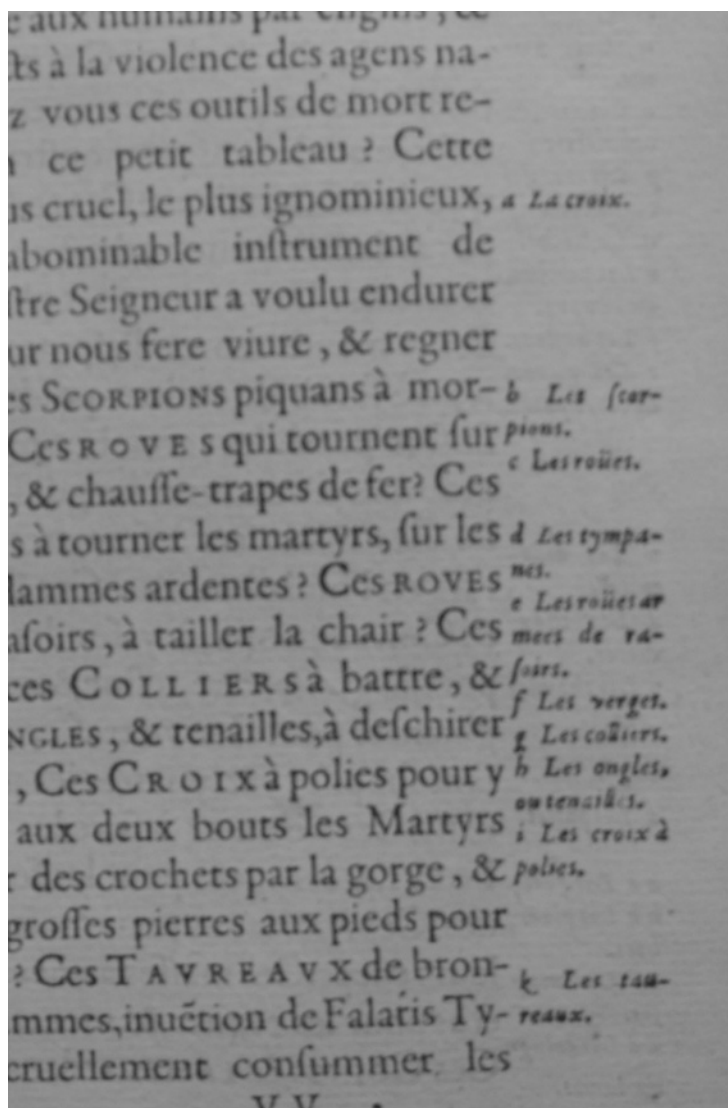 e aux humains par engins, &
ts à la violence des agens na-
z vous ces outils de mort re-
ce petit tableau ? Cette
us cruel, le plus ignominieux,
a La croix.
abominable inſtrument de
ſtre Seigneur a voulu endurer
ur nous fere viure, & regner
es SCORPIONS piquans à mor-
b Les ſcor-
pions.
Ces ROVES qui tournent ſur
c Les roües.
, & chauſſe-trapes de fer? Ces
s à tourner les martyrs, ſur les
d Les tympa-
nes.
lammes ardentes ? Ces ROVES
e Les roües ar
mees de ra-
ſoirs.
aſoirs, à tailler la chair ? Ces
ces COLLIERS à battre, &
f Les verges.
NGLES, & tenailles,à deſchirer
g Les coliers.
, Ces CROIX à polies pour y
h Les ongles,
ou tenailles.
aux deux bouts les Martyrs
i Les croix à
polies.
r des crochets par la gorge, &
groſſes pierres aux pieds pour
? Ces TAVREAVX de bron-
k Les tau-
reaux.
mmes,inuẽtion de Falaris Ty-
cruellement conſummer les
VV